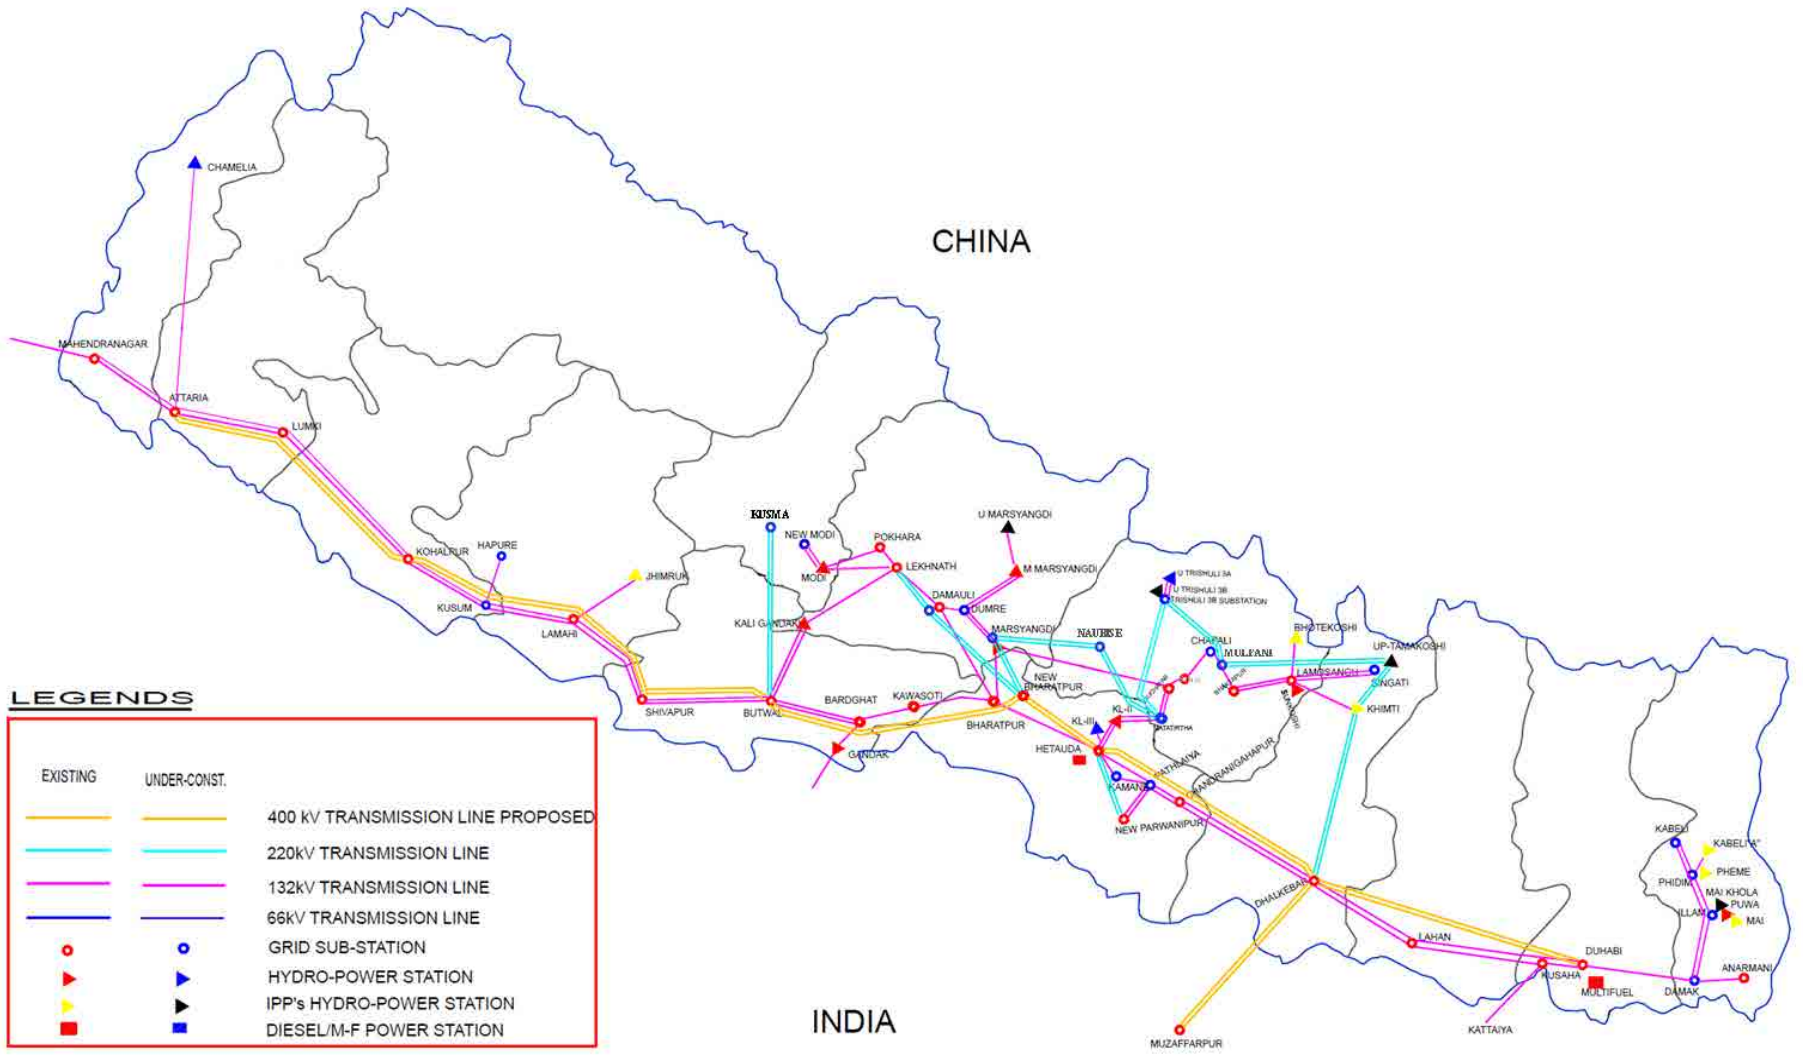 CHINA
CHAMELIA
MAHENDRANAGAR
ATTARIA
LUMKI
KOHALPUR
HAPURE
KUSUM
LAMAHI
JHIMRUK
SHIVAPUR
BUTWAL
KUSMA
NEW MODI
MODI
POKHARA
LEKHNATH
KALI GANDAKI
U MARSYANGDI
M MARSYANGDI
DAMAULI
DUMRE
MARSYANGDI
BARDGHAT
KAWASOTI
GANDAK
BHARATPUR
NEW
BHARATPUR
NAUBISE
U TRISHULI 3A
U TRISHULI 3B
TRISHULI 3B SUBSTATION
CHAPALI
MULPANI
BHAKTAPUR
BHOTEKOSHI
UP-TAMAKOSHI
LAMOSANGH
SINGATI
SUNKOSHI
KHIMTI
MATATIRTHA
KL-II
KL-III
HETAUDA
PATHLAIYA
KAMANE
CHANDRANIGAHAPUR
NEW PARWANIPUR
DHALKEBAR
LAHAN
DUHABI
KUSAHA
MULTIFUEL
KATTAIYA
MUZAFFARPUR
KABELI
KABELI"A"
PHIDIM
PHEME
MAI KHOLA
PUWA
ILLAM
MAI
DAMAK
ANARMANI
INDIA
LEGENDS
EXISTING UNDER-CONST.
400 kV TRANSMISSION LINE PROPOSED
220kV TRANSMISSION LINE
132kV TRANSMISSION LINE
66kV TRANSMISSION LINE
GRID SUB-STATION
HYDRO-POWER STATION
IPP's HYDRO-POWER STATION
DIESEL/M-F POWER STATION